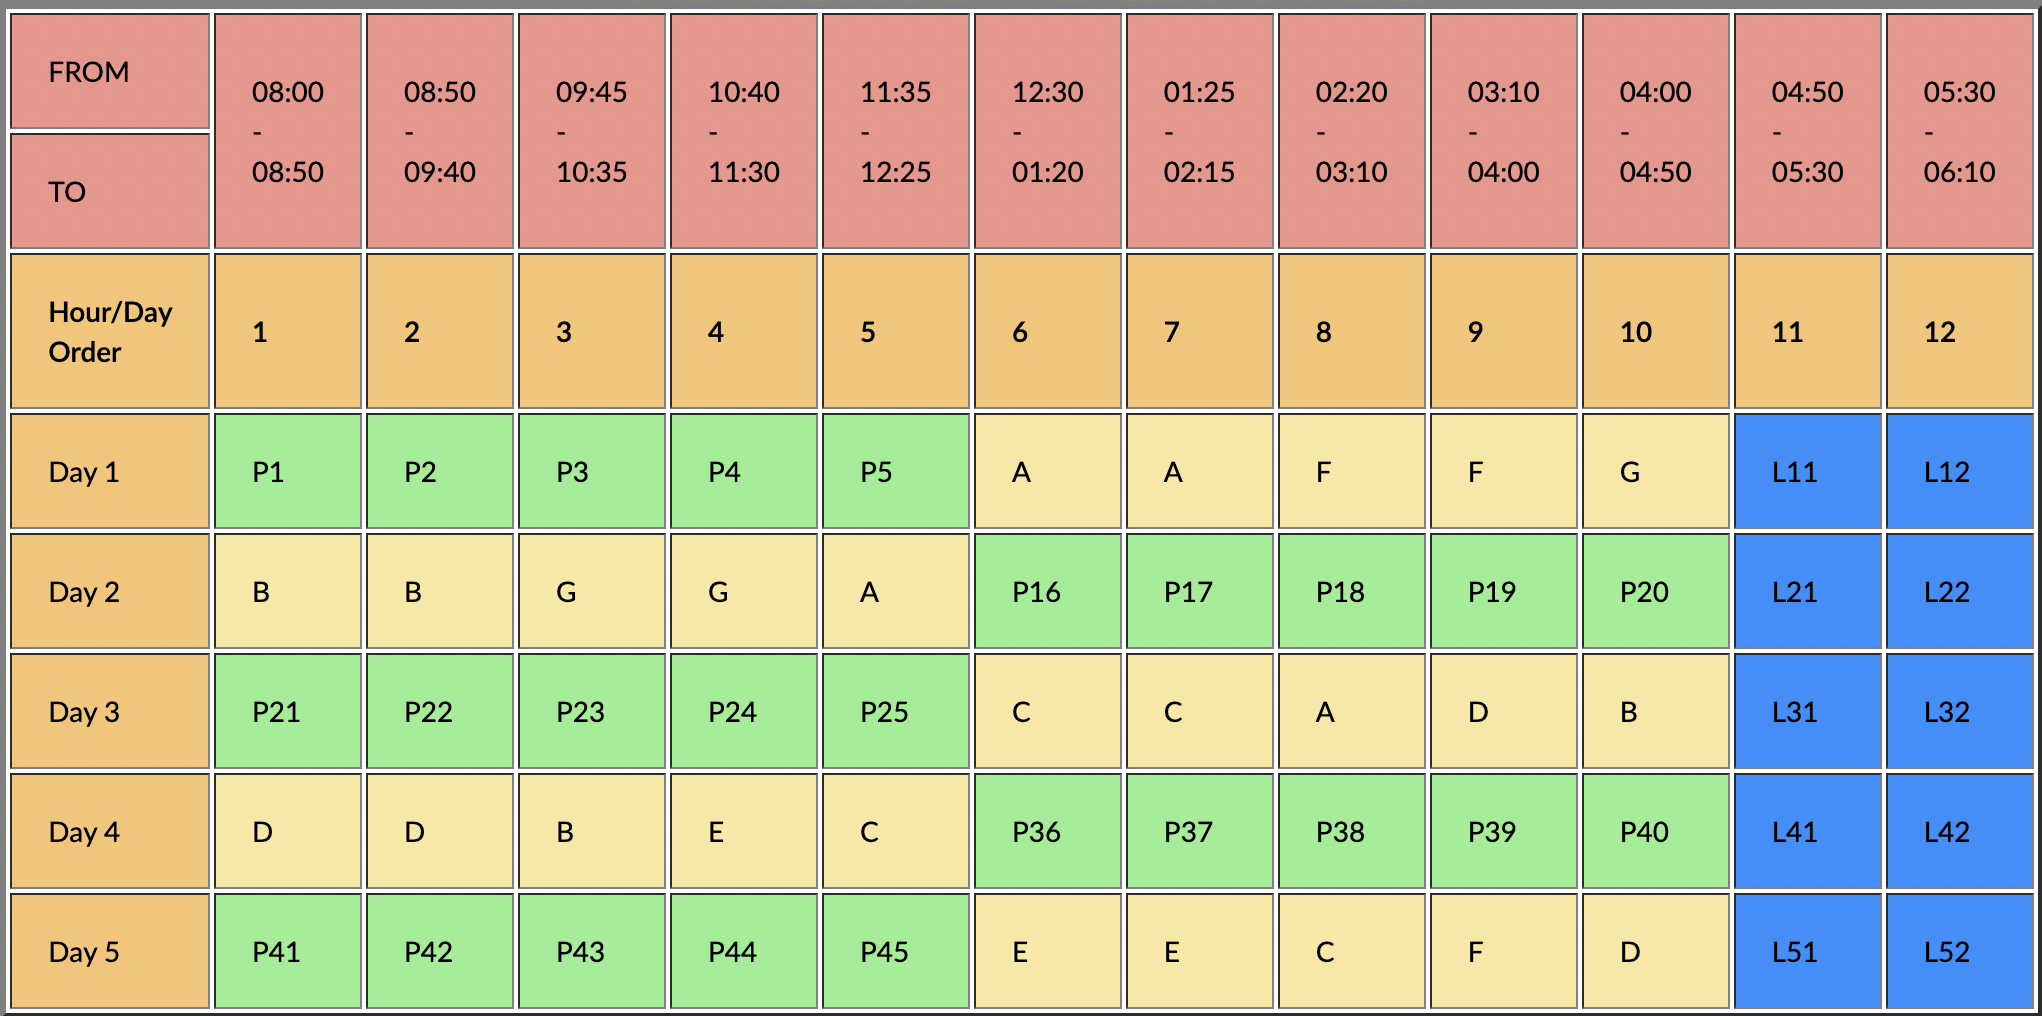 FROM
TO
08:00 - 08:50
08:50 - 09:40
09:45 - 10:35
10:40 - 11:30
11:35 - 12:25
12:30 - 01:20
01:25 - 02:15
02:20 - 03:10
03:10 - 04:00
04:00 - 04:50
04:50 - 05:30
05:30 - 06:10
Hour/Day Order 1 2 3 4 5 6 7 8 9 10 11 12
Day 1 P1 P2 P3 P4 P5 A A F F G L11 L12
Day 2 B B G G A P16 P17 P18 P19 P20 L21 L22
Day 3 P21 P22 P23 P24 P25 C C A D B L31 L32
Day 4 D D B E C P36 P37 P38 P39 P40 L41 L42
Day 5 P41 P42 P43 P44 P45 E E C F D L51 L52